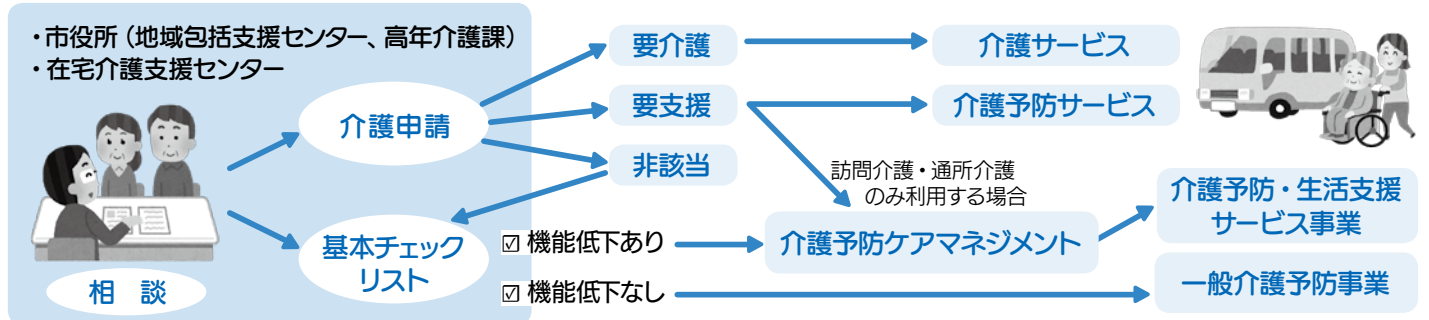 ・市役所（地域包括支援センター、高年介護課）
・在宅介護支援センター
相　談
介護申請
基本チェック
リスト
要介護
要支援
非該当
介護サービス
介護予防サービス
訪問介護・通所介護
のみ利用する場合
☑ 機能低下あり
介護予防ケアマネジメント
介護予防・生活支援
サービス事業
☑ 機能低下なし
一般介護予防事業